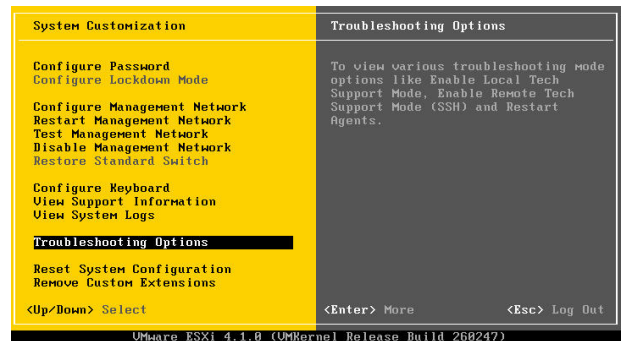 System Customization
Troubleshooting Options
Configure Password
Configure Lockdown Mode
Configure Management Network
Restart Management Network
Test Management Network
Disable Management Network
Restore Standard Switch
Configure Keyboard
View Support Information
View System Logs
Troubleshooting Options
Reset System Configuration
Remove Custom Extensions
To view various troubleshooting mode
options like Enable Local Tech
Support Mode, Enable Remote Tech
Support Mode (SSH) and Restart
Agents.
<Up/Down> Select
<Enter> More
<Esc> Log Out
VMware ESXi 4.1.0 (VMKernel Release Build 260247)